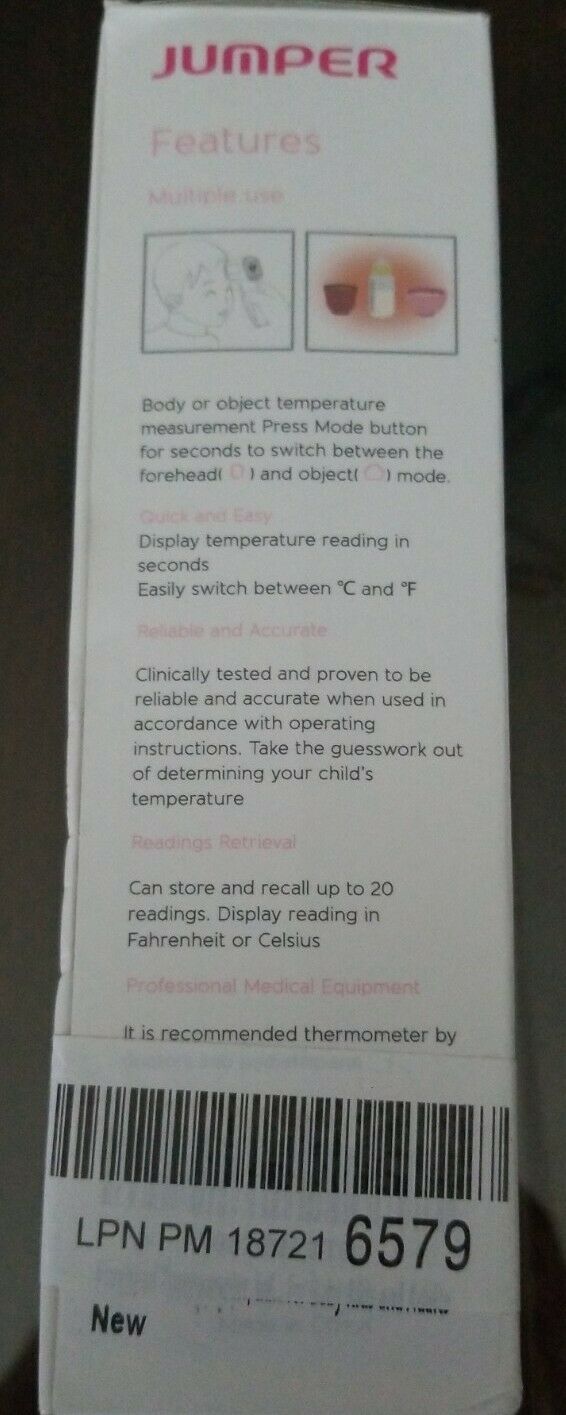 JUMPER
Features
Multiple use
Body or object temperature
measurement Press Mode button
for seconds to switch between the
forehead( ) and object( ) mode.
Quick and Easy
Display temperature reading in
seconds
Easily switch between °C and °F
Reliable and Accurate
Clinically tested and proven to be
reliable and accurate when used in
accordance with operating
instructions. Take the guesswork out
of determining your child's
temperature
Readings Retrieval
Can store and recall up to 20
readings. Display reading in
Fahrenheit or Celsius
Professional Medical Equipment
It is recommended thermometer by
LPN PM 18721 6579
New